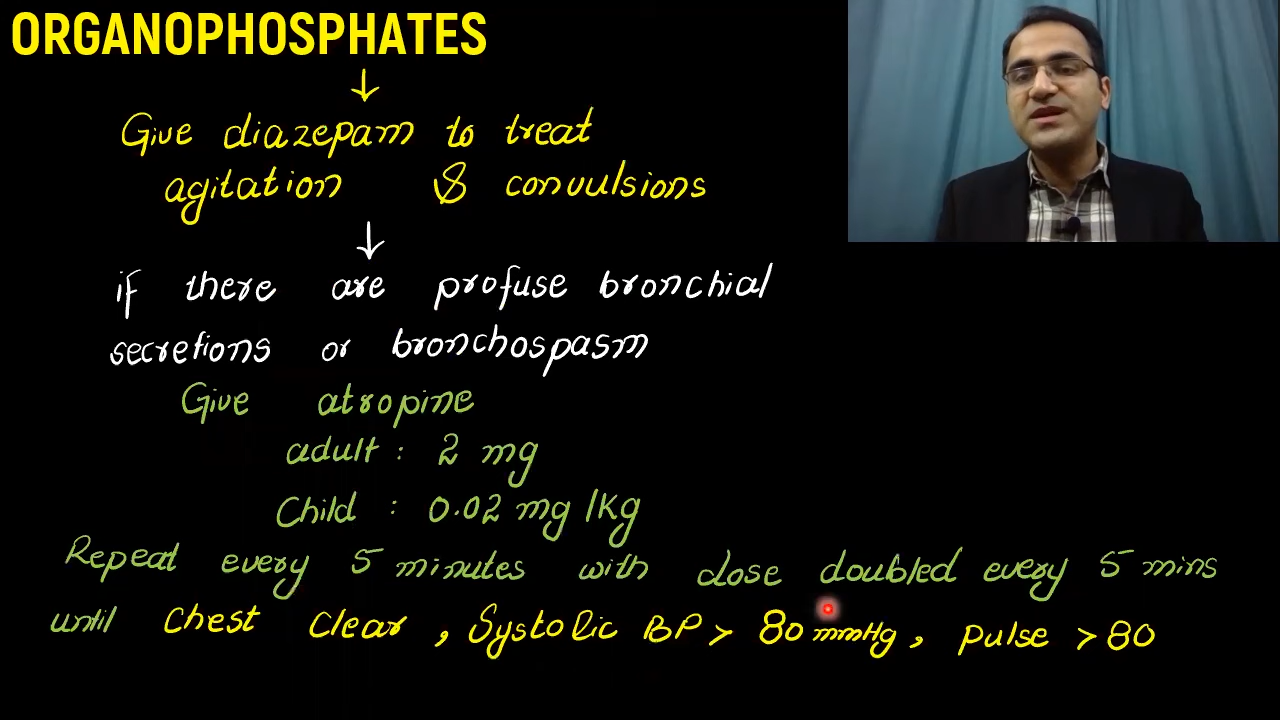 ORGANOPHOSPHATES
↓
Give diazepam to treat
agitation & convulsions
↓
if there are profuse bronchial
secretions or bronchospasm
Give atropine
adult : 2 mg
Child : 0.02 mg /Kg
Repeat every 5 minutes with dose doubled every 5 mins
until Chest Clear , Systolic BP > 80 mmHg , pulse > 80